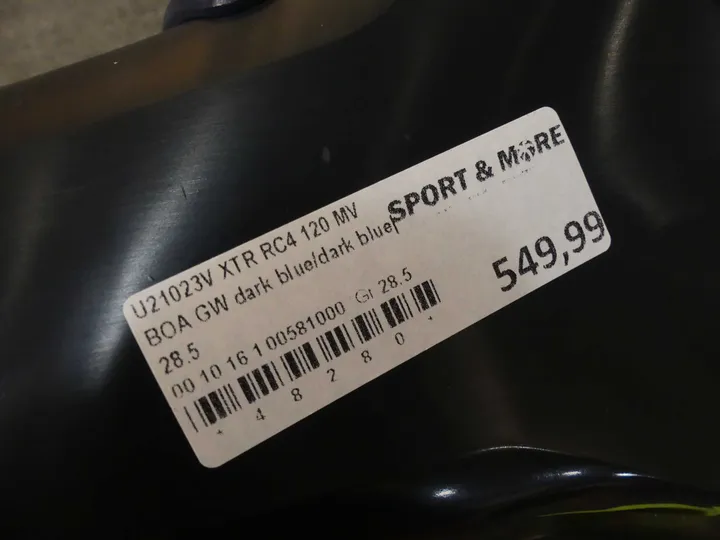 SPORT & MORE
U21023V XTR RC4 120 MV
BOA GW dark blue/dark blue
28.5
549,99
00 10 16 1 00581000 Gr 28.5
* 4 8 2 8 0 *